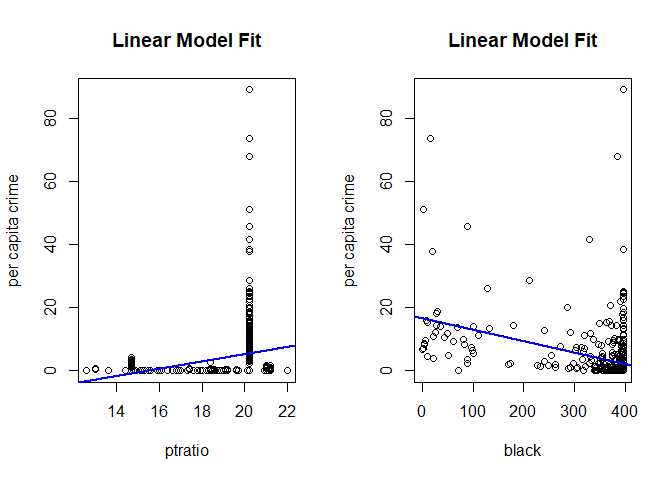 Linear Model Fit
per capita crime
0 20 40 60 80
14 16 18 20 22
ptratio
Linear Model Fit
per capita crime
0 20 40 60 80
0 100 200 300 400
black